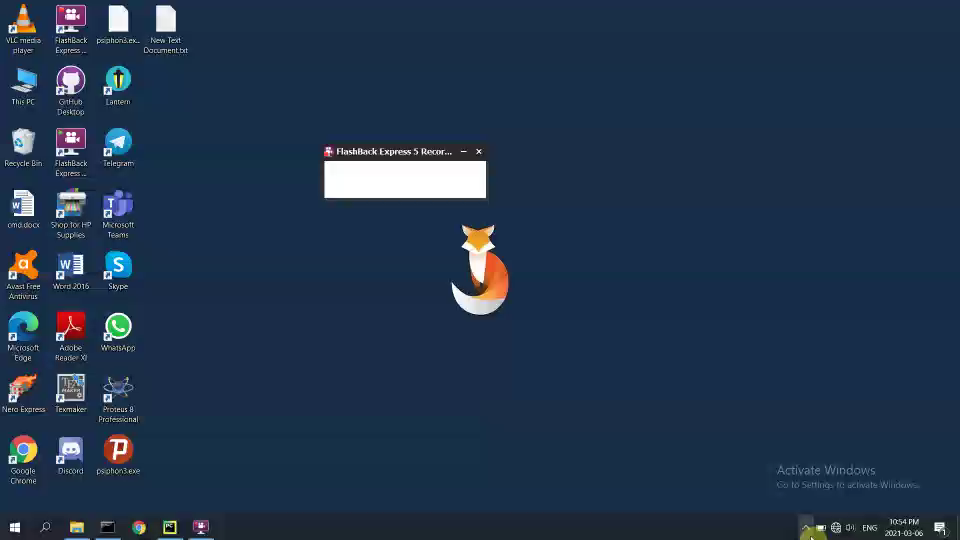 VLC media
player
FlashBack
Express ...
psiphon3.ex...
New Text
Document.txt
This PC
GitHub
Desktop
Lantern
Recycle Bin
FlashBack
Express ...
Telegram
cmd.docx
Shop for HP
Supplies
Microsoft
Teams
Avast Free
Antivirus
Word 2016
Skype
Microsoft
Edge
Adobe
Reader XI
WhatsApp
Nero Express
Texmaker
Proteus 8
Professional
Google
Chrome
Discord
psiphon3.exe
FlashBack Express 5 Recor...
Activate Windows
Go to Settings to activate Windows.
ENG
10:54 PM
2021-03-06